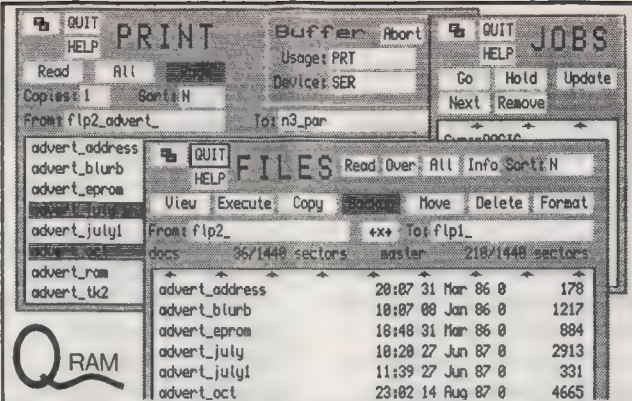 QUIT
HELP
PRINT
Buffer Abort
Usage: PRT
Device: SER
Read All
Copies: 1 Sort: N
From: flp2_advert_ To: n3_par
advert_address
advert_blurb
advert_eprom
advert_july1
advert_ram
advert_tk2
QUIT
HELP
JOBS
Go Hold Update
Next Remove
QUIT
HELP
FILES
Read Over All Info Sort: N
View Execute Copy Backup Move Delete Format
From: flp2_ ↔x→ To: flp1_
docs 36/1440 sectors master 210/1440 sectors
advert_address 20:07 31 Mar 86 0 178
advert_blurb 10:07 08 Jan 86 0 1217
advert_eprom 18:48 31 Mar 86 0 884
advert_july 10:20 27 Jun 87 0 2913
advert_july1 11:39 27 Jun 87 0 331
advert_oct 23:02 14 Aug 87 0 4665
QRAM